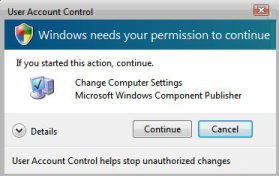 User Account Control
Windows needs your permission to continue
If you started this action, continue.
Change Computer Settings
Microsoft Windows Component Publisher
Details
Continue
Cancel
User Account Control helps stop unauthorized changes